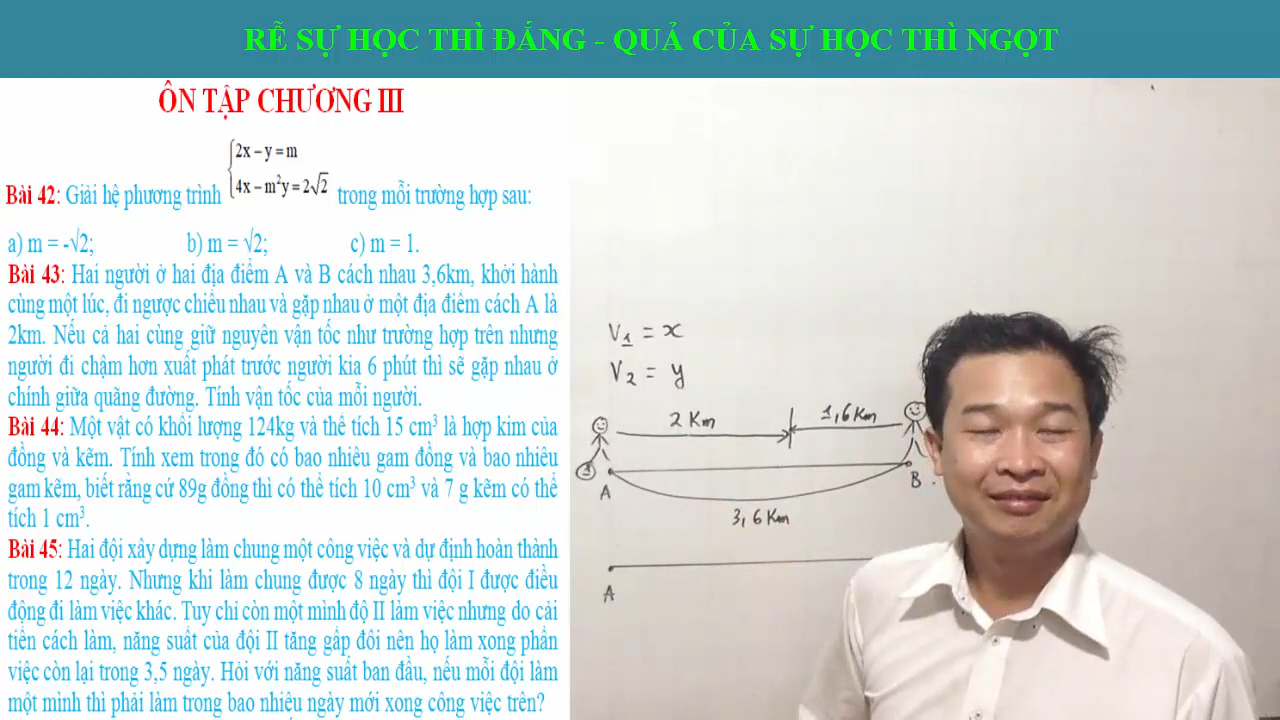 RỄ SỰ HỌC THÌ ĐẮNG - QUẢ CỦA SỰ HỌC THÌ NGỌT
ÔN TẬP CHƯƠNG III
2x – y = m
4x – m²y = 2√2
Bài 42: Giải hệ phương trình trong mỗi trường hợp sau:
a) m = -√2; b) m = √2; c) m = 1.
Bài 43: Hai người ở hai địa điểm A và B cách nhau 3,6km, khởi hành
cùng một lúc, đi ngược chiều nhau và gặp nhau ở một địa điểm cách A là
2km. Nếu cả hai cùng giữ nguyên vận tốc như trường hợp trên nhưng
người đi chậm hơn xuất phát trước người kia 6 phút thì sẽ gặp nhau ở
chính giữa quãng đường. Tính vận tốc của mỗi người.
Bài 44: Một vật có khối lượng 124kg và thể tích 15 cm³ là hợp kim của
đồng và kẽm. Tính xem trong đó có bao nhiêu gam đồng và bao nhiêu
gam kẽm, biết rằng cứ 89g đồng thì có thể tích 10 cm³ và 7 g kẽm có thể
tích 1 cm³.
Bài 45: Hai đội xây dựng làm chung một công việc và dự định hoàn thành
trong 12 ngày. Nhưng khi làm chung được 8 ngày thì đội I được điều
động đi làm việc khác. Tuy chỉ còn một mình độ II làm việc nhưng do cải
tiến cách làm, năng suất của đội II tăng gấp đôi nên họ làm xong phần
việc còn lại trong 3,5 ngày. Hỏi với năng suất ban đầu, nếu mỗi đội làm
một mình thì phải làm trong bao nhiêu ngày mới xong công việc trên?
V₁ = x
V₂ = y
2 Km 1,6 Km
A B
3,6 Km
A